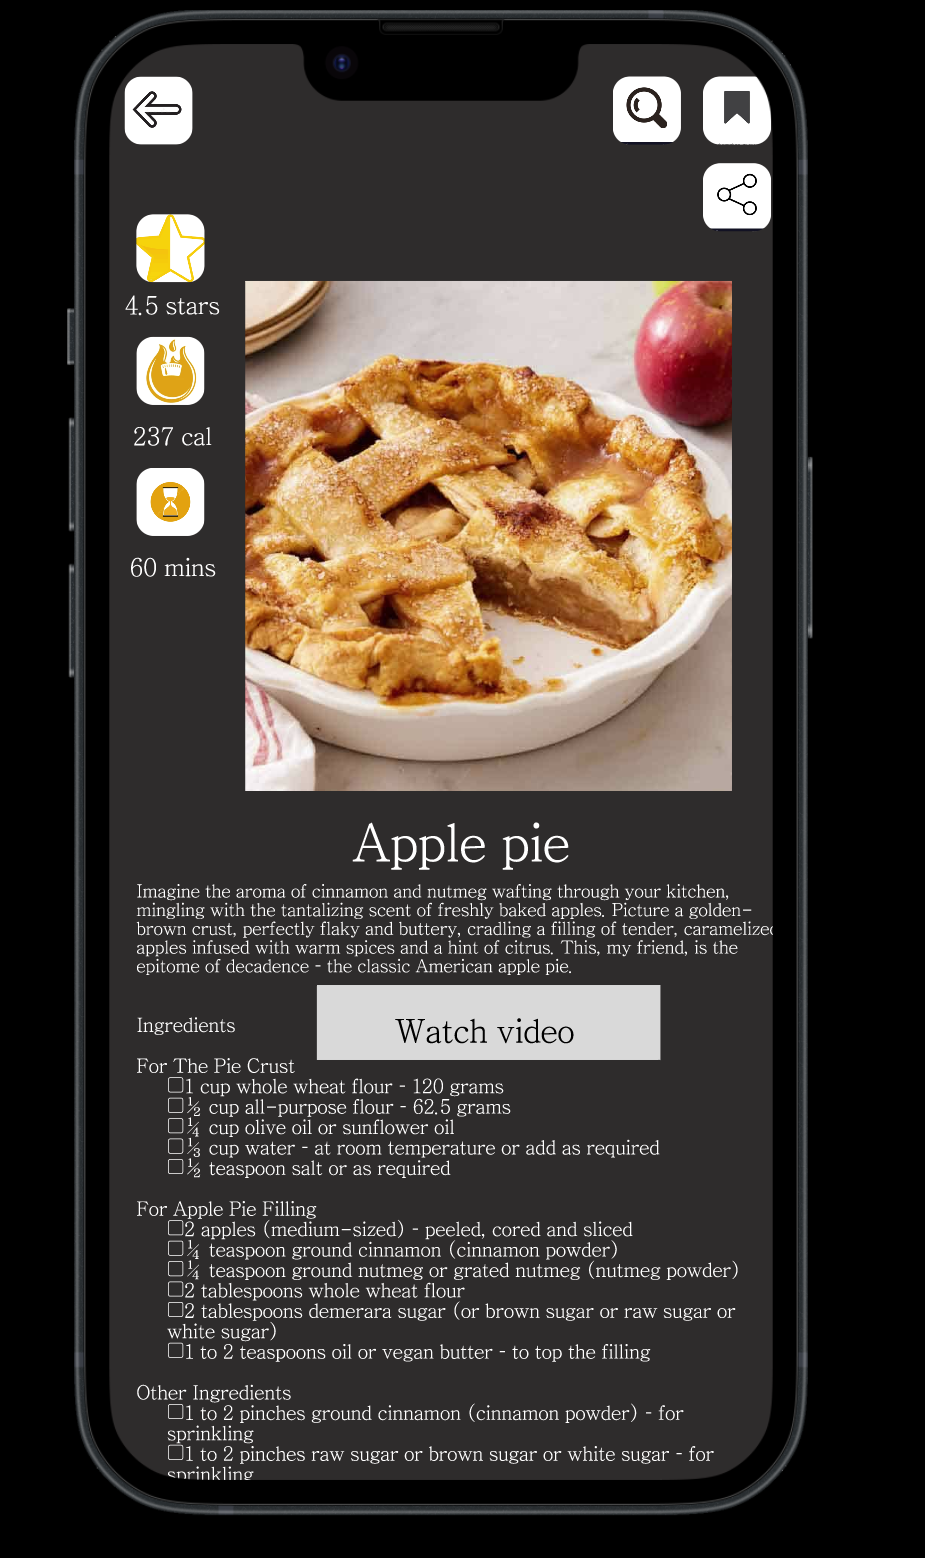 4.5 stars
237 cal
60 mins
Apple pie
Imagine the aroma of cinnamon and nutmeg wafting through your kitchen,
mingling with the tantalizing scent of freshly baked apples. Picture a golden-
brown crust, perfectly flaky and buttery, cradling a filling of tender, caramelized
apples infused with warm spices and a hint of citrus. This, my friend, is the
epitome of decadence - the classic American apple pie.
Watch video
Ingredients
For The Pie Crust
▢1 cup whole wheat flour - 120 grams
▢½ cup all-purpose flour - 62.5 grams
▢¼ cup olive oil or sunflower oil
▢⅓ cup water - at room temperature or add as required
▢½ teaspoon salt or as required
For Apple Pie Filling
▢2 apples (medium-sized) - peeled, cored and sliced
▢¼ teaspoon ground cinnamon (cinnamon powder)
▢¼ teaspoon ground nutmeg or grated nutmeg (nutmeg powder)
▢2 tablespoons whole wheat flour
▢2 tablespoons demerara sugar (or brown sugar or raw sugar or
white sugar)
▢1 to 2 teaspoons oil or vegan butter - to top the filling
Other Ingredients
▢1 to 2 pinches ground cinnamon (cinnamon powder) - for
sprinkling
▢1 to 2 pinches raw sugar or brown sugar or white sugar - for
sprinkling